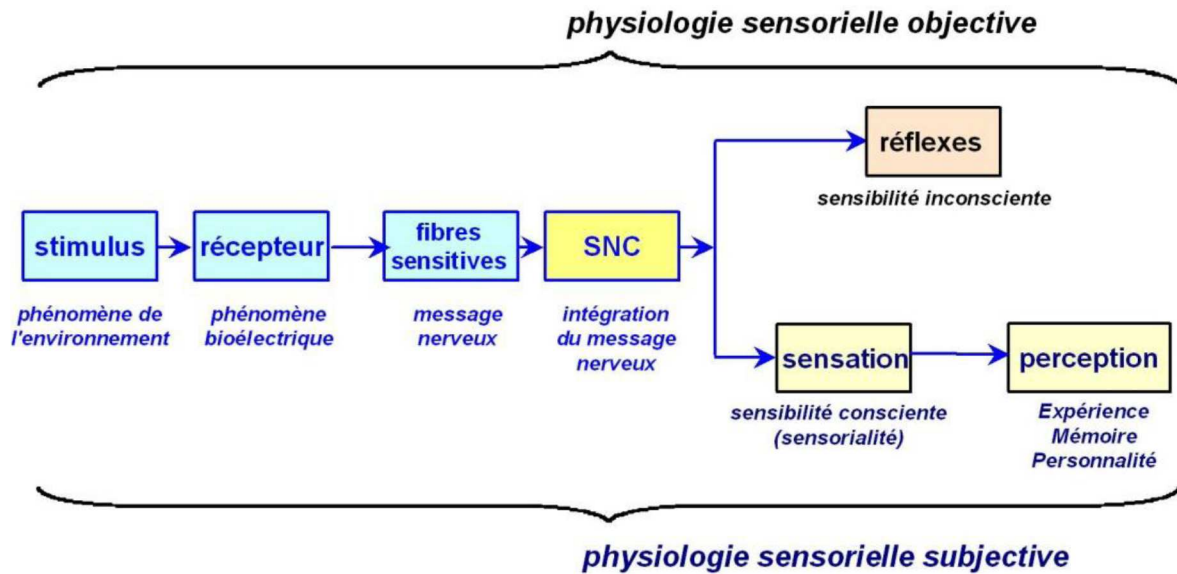 physiologie sensorielle objective
réflexes
sensibilité inconsciente
stimulus
phénomène de
l'environnement
récepteur
phénomène
bioélectrique
fibres
sensitives
message
nerveux
SNC
intégration
du message
nerveux
sensation
sensibilité consciente
(sensorialité)
perception
Expérience
Mémoire
Personnalité
physiologie sensorielle subjective